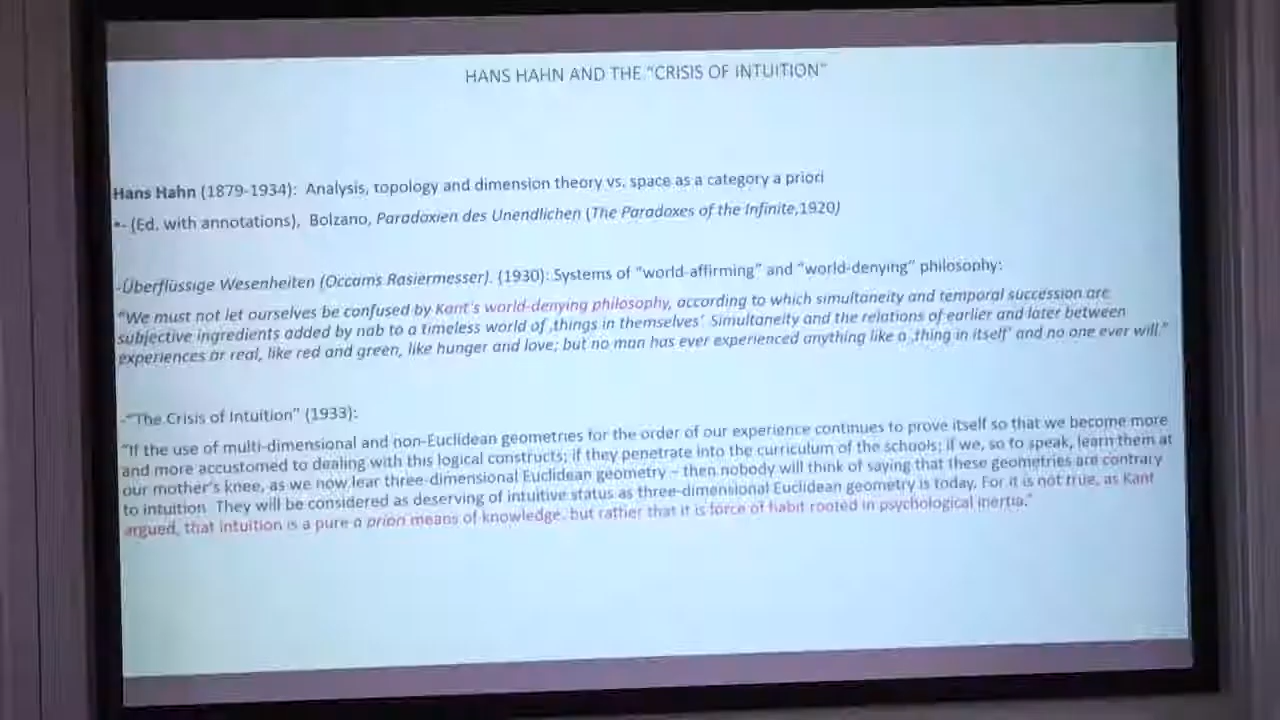 HANS HAHN AND THE "CRISIS OF INTUITION"
Hans Hahn (1879-1934): Analysis, topology and dimension theory vs. space as a category a priori
•- (Ed. with annotations), Bolzano, Paradoxien des Unendlichen (The Paradoxes of the Infinite,1920)
-Überflüssige Wesenheiten (Occams Rasiermesser). (1930): Systems of "world-affirming" and "world-denying" philosophy:
"We must not let ourselves be confused by Kant's world-denying philosophy, according to which simultaneity and temporal succession are
subjective ingredients added by nab to a timeless world of ‚things in themselves' Simultaneity and the relations of earlier and later between
experiences ar real, like red and green, like hunger and love; but no man has ever experienced anything like a ‚thing in itself' and no one ever will."
-"The Crisis of Intuition" (1933):
"If the use of multi-dimensional and non-Euclidean geometries for the order of our experience continues to prove itself so that we become more
and more accustomed to dealing with this logical constructs; if they penetrate into the curriculum of the schools; if we, so to speak, learn them at
our mother's knee, as we now lear three-dimensional Euclidean geometry – then nobody will think of saying that these geometries are contrary
to intuition. They will be considered as deserving of intuitive status as three-dimensional Euclidean geometry is today. For it is not true, as Kant
argued, that intuition is a pure a priori means of knowledge, but rather that it is force of habit rooted in psychological inertia."